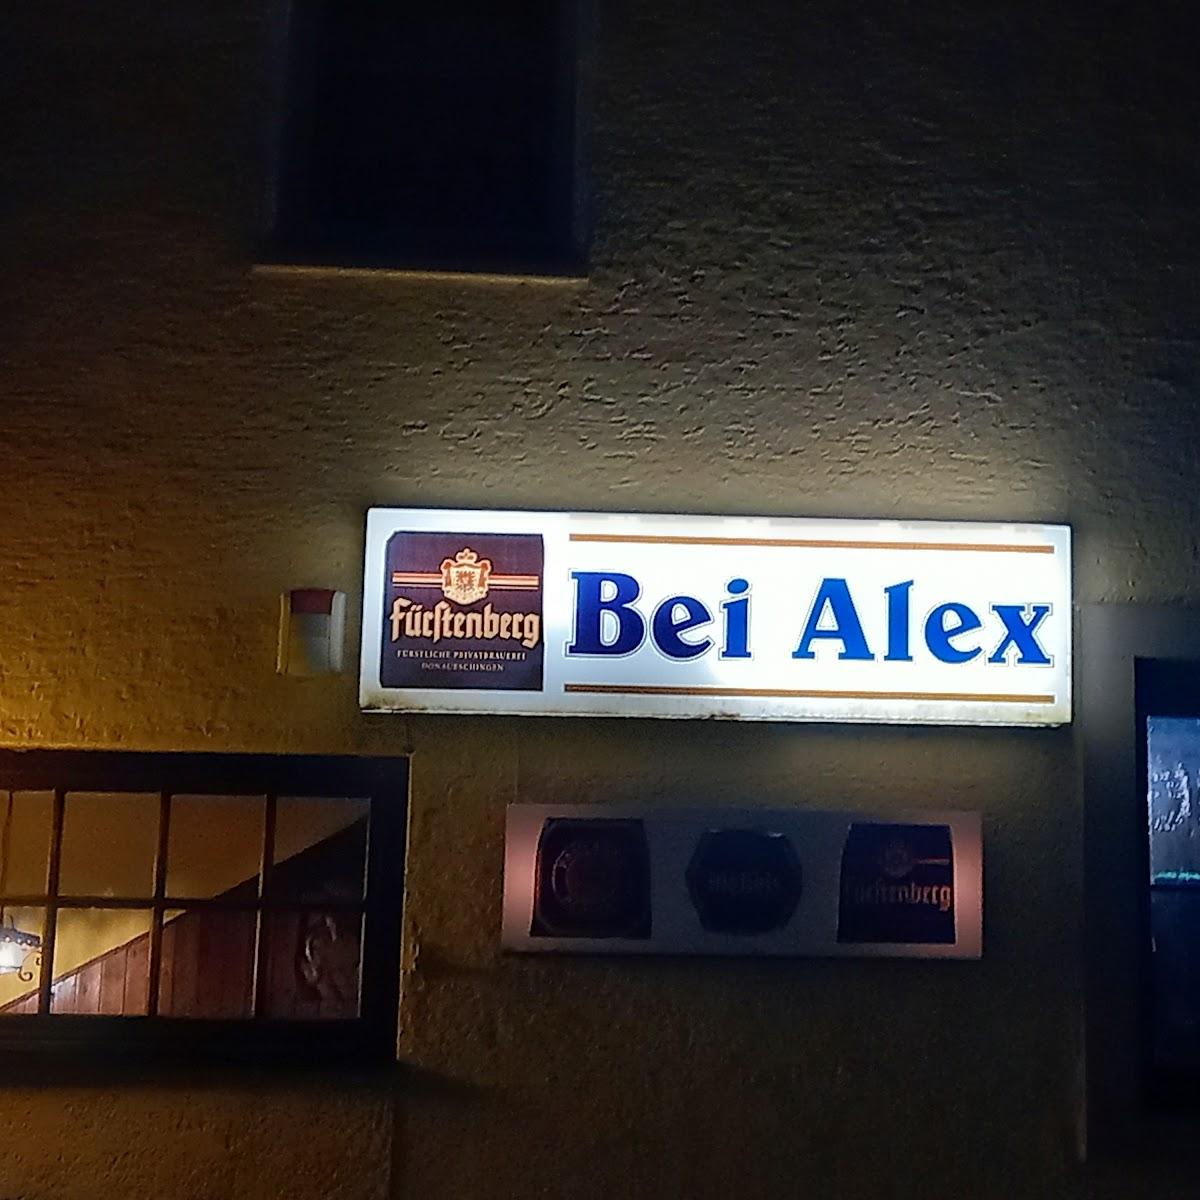 Fürstenberg
FÜRSTLICHE PRIVATBRAUEREI
DONAUESCHINGEN
Bei Alex
Fürstenberg